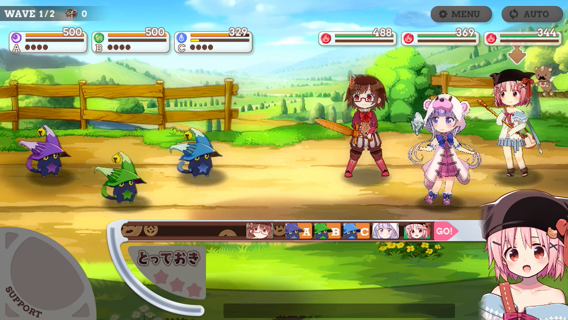 WAVE 1/2 0 MENU AUTO
500 500 329 488 369 344
A B C
A B C GO!
とっておき
SUPPORT